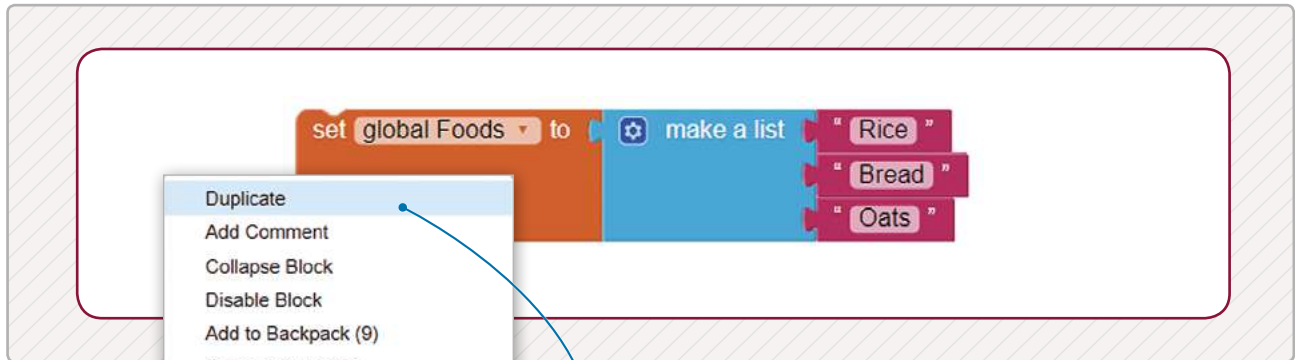 set global Foods to make a list " Rice "
" Bread "
" Oats "
Duplicate
Add Comment
Collapse Block
Disable Block
Add to Backpack (9)